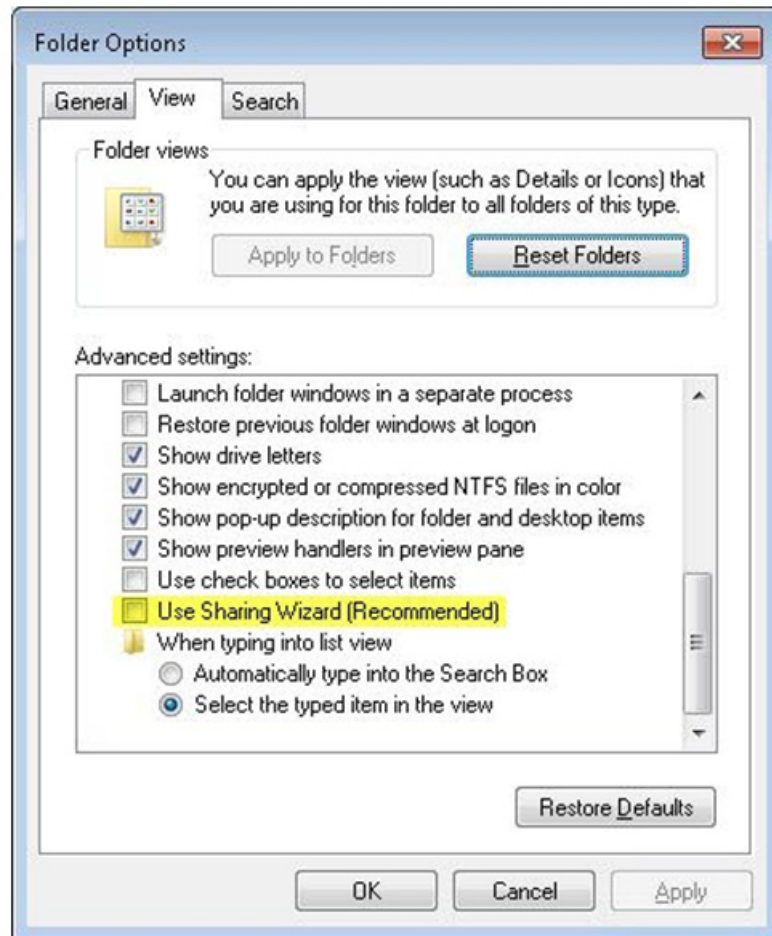 Folder Options
General View Search
Folder views
You can apply the view (such as Details or Icons) that
you are using for this folder to all folders of this type.
Apply to Folders Reset Folders
Advanced settings:
Launch folder windows in a separate process
Restore previous folder windows at logon
Show drive letters
Show encrypted or compressed NTFS files in color
Show pop-up description for folder and desktop items
Show preview handlers in preview pane
Use check boxes to select items
Use Sharing Wizard (Recommended)
When typing into list view
Automatically type into the Search Box
Select the typed item in the view
Restore Defaults
OK Cancel Apply